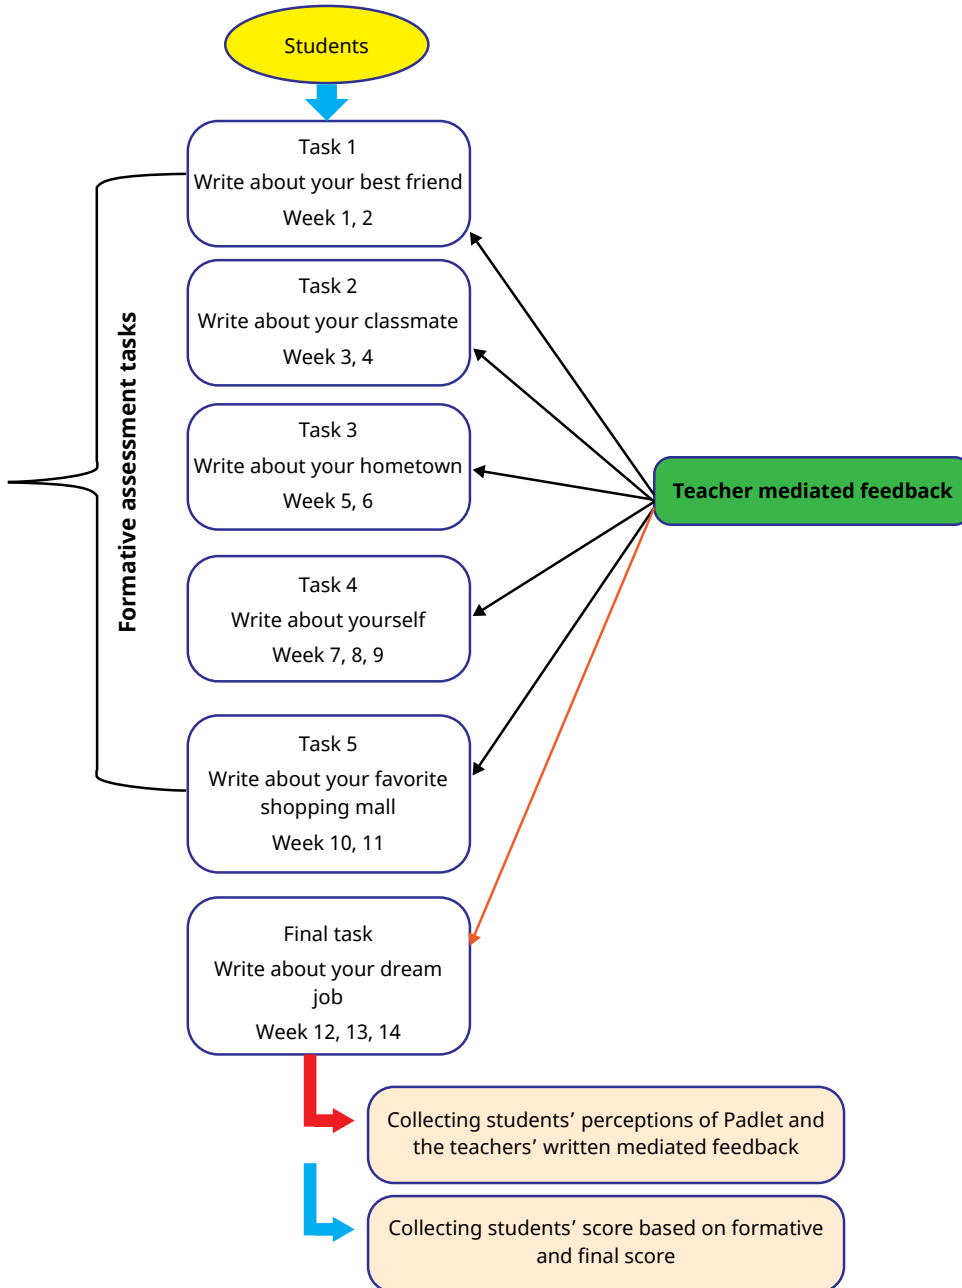 Students
Task 1
Write about your best friend
Week 1, 2
Task 2
Write about your classmate
Week 3, 4
Task 3
Write about your hometown
Week 5, 6
Task 4
Write about yourself
Week 7, 8, 9
Task 5
Write about your favorite
shopping mall
Week 10, 11
Final task
Write about your dream
job
Week 12, 13, 14
Formative assessment tasks
Teacher mediated feedback
Collecting students’ perceptions of Padlet and
the teachers’ written mediated feedback
Collecting students’ score based on formative
and final score